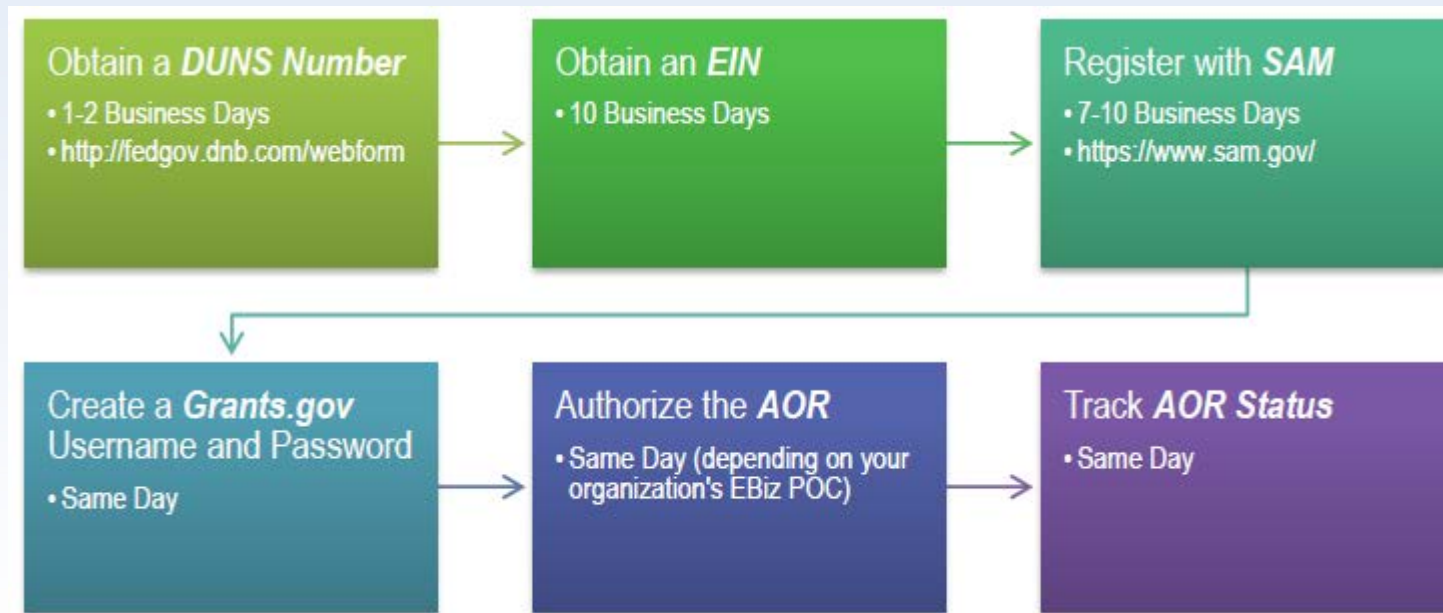 Obtain a DUNS Number
• 1-2 Business Days
• http://fedgov.dnb.com/webform
Obtain an EIN
• 10 Business Days
Register with SAM
• 7-10 Business Days
• https://www.sam.gov/
Create a Grants.gov
Username and Password
• Same Day
Authorize the AOR
• Same Day (depending on your
organization's EBiz POC)
Track AOR Status
• Same Day